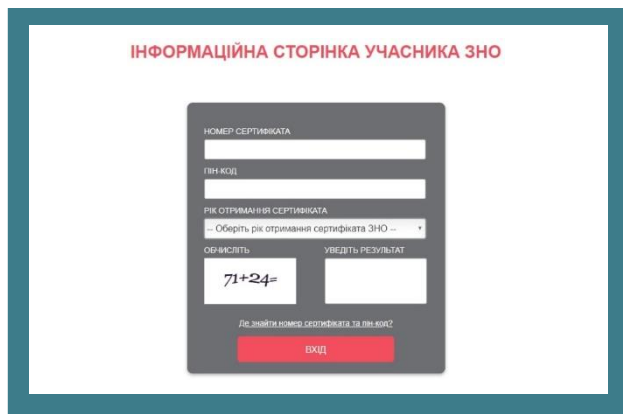 ІНФОРМАЦІЙНА СТОРІНКА УЧАСНИКА ЗНО
НОМЕР СЕРТИФІКАТА
ПІН-КОД
РІК ОТРИМАННЯ СЕРТИФІКАТА
-- Оберіть рік отримання сертифіката ЗНО --
ОБЧИСЛІТЬ УВЕДІТЬ РЕЗУЛЬТАТ
71+24=
Де знайти номер сертифіката та пін-код?
ВХІД